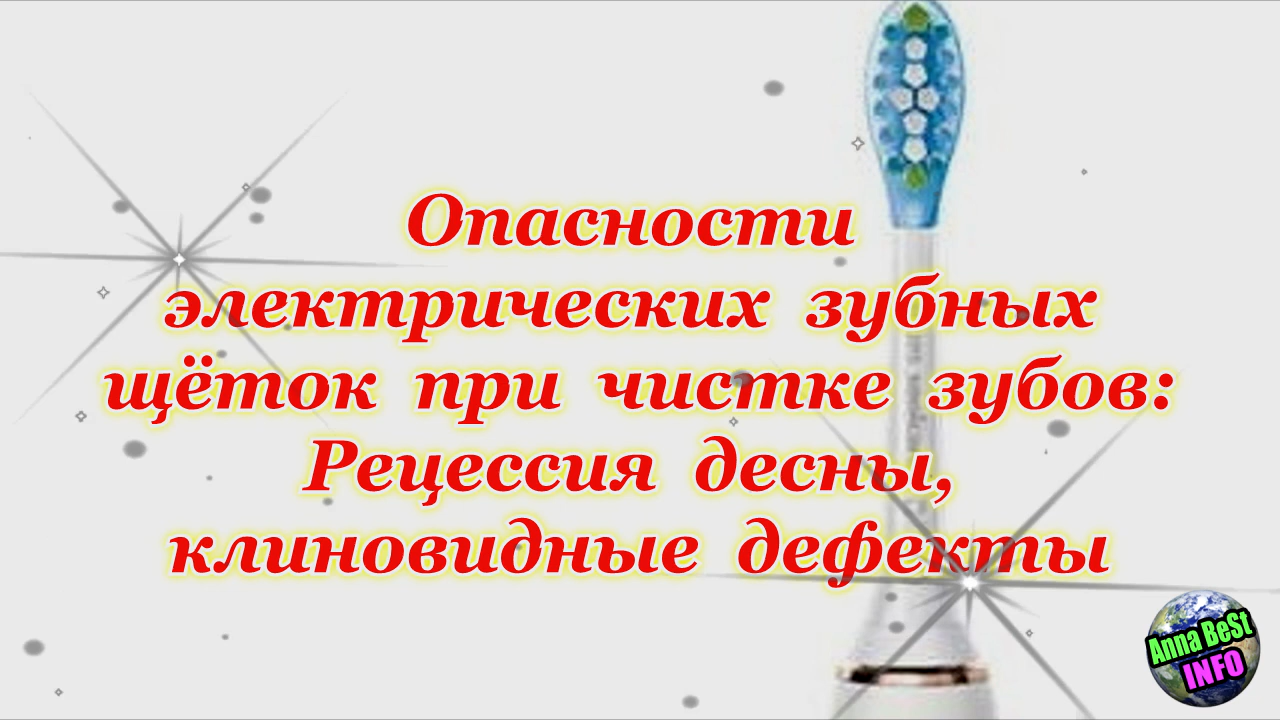 Опасности
электрических зубных
щёток при чистке зубов:
Рецессия десны,
клиновидные дефекты
Anna BeSt
INFO